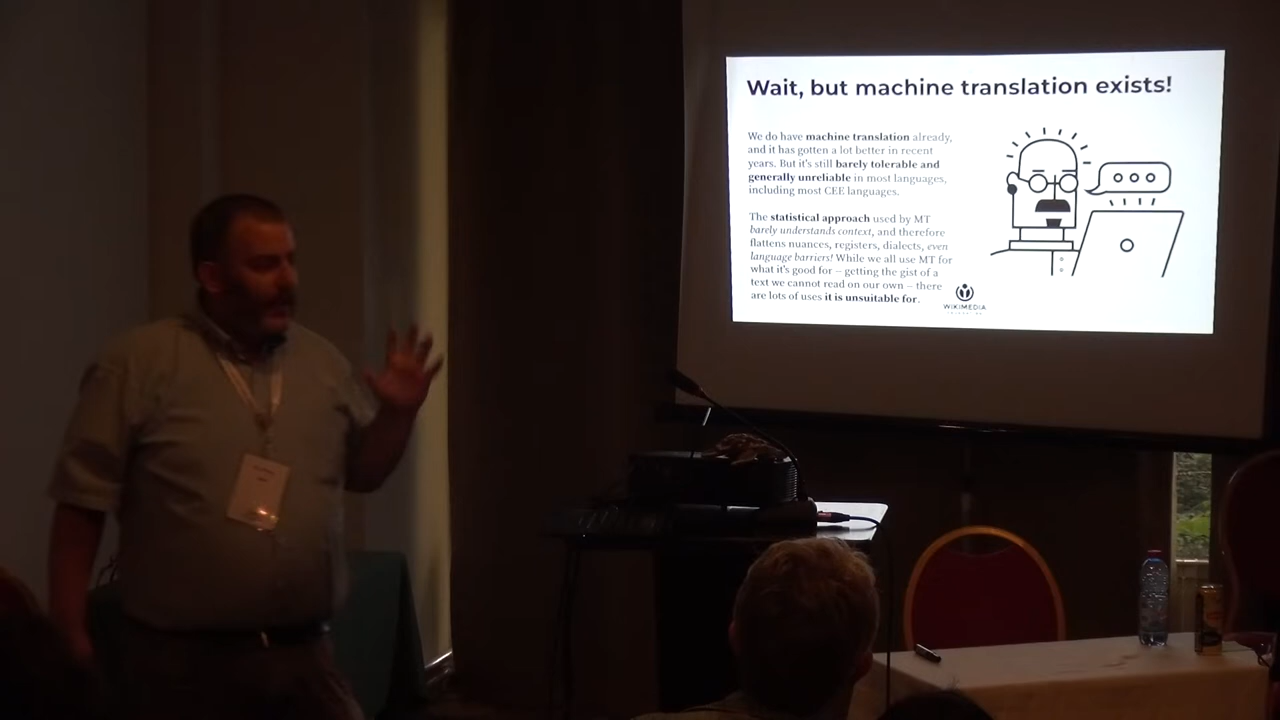 Wait, but machine translation exists!
We do have machine translation already,
and it has gotten a lot better in recent
years. But it's still barely tolerable and
generally unreliable in most languages,
including most CEE languages.
The statistical approach used by MT
barely understands context, and therefore
flattens nuances, registers, dialects, even
language barriers! While we all use MT for
what it's good for – getting the gist of a
text we cannot read on our own – there
are lots of uses it is unsuitable for.
WIKIMEDIA